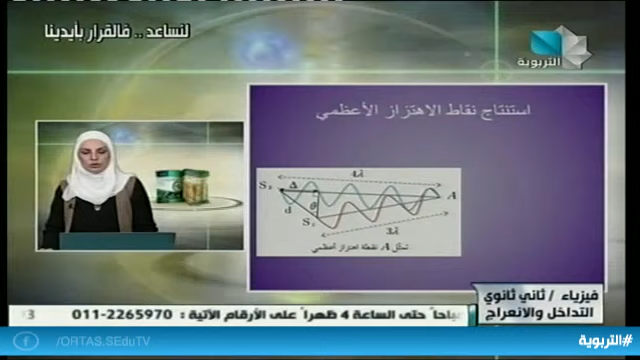 لنساعد .. فالقرار بأيدينا
التربوية
استنتاج نقاط الاهتزاز الأعظمي
4λ
S₂ Δ A
d θ
S₁
3λ
تمثّل A نقطة اهتزاز أعظمي
فيزياء / ثاني ثانوي
التداخل والانعراج
حتى الساعة 4 ظهراً على الأرقام الآتية : 2265970-011
/ORTAS.SEduTV
#التربوية